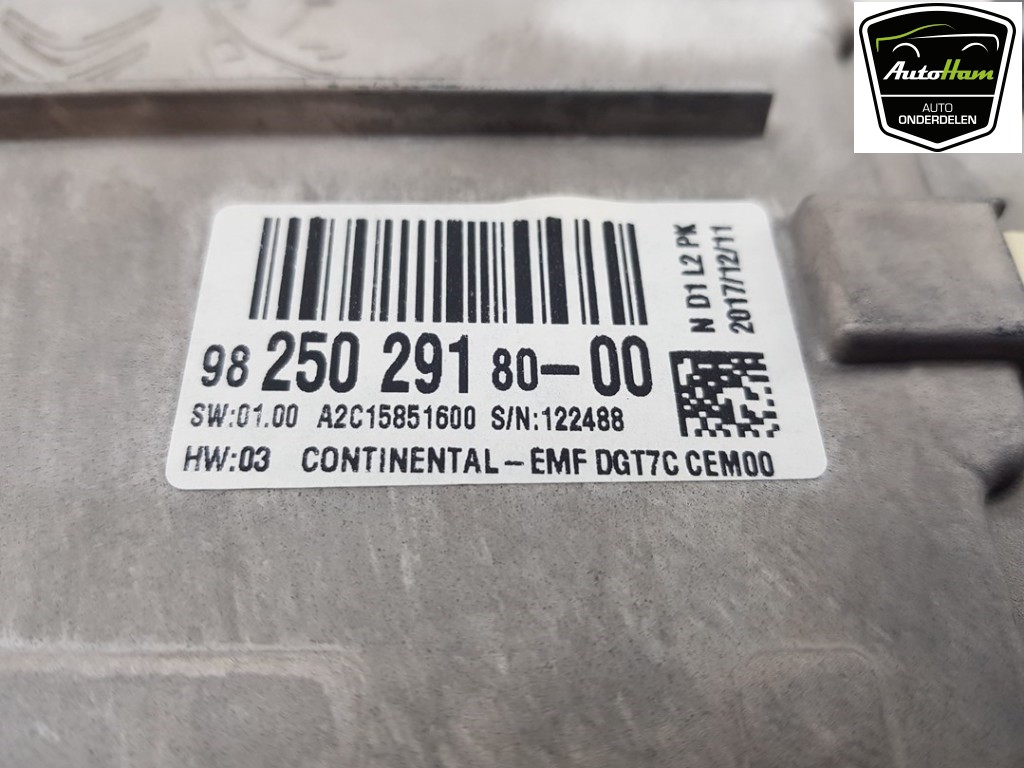 AutoHam
AUTO
ONDERDELEN
N D1 L2 PK
2017/12/11
98 250 291 80-00
SW:01.00 A2C15851600 S/N:122488
HW:03 CONTINENTAL-EMF DGT7C CEM00